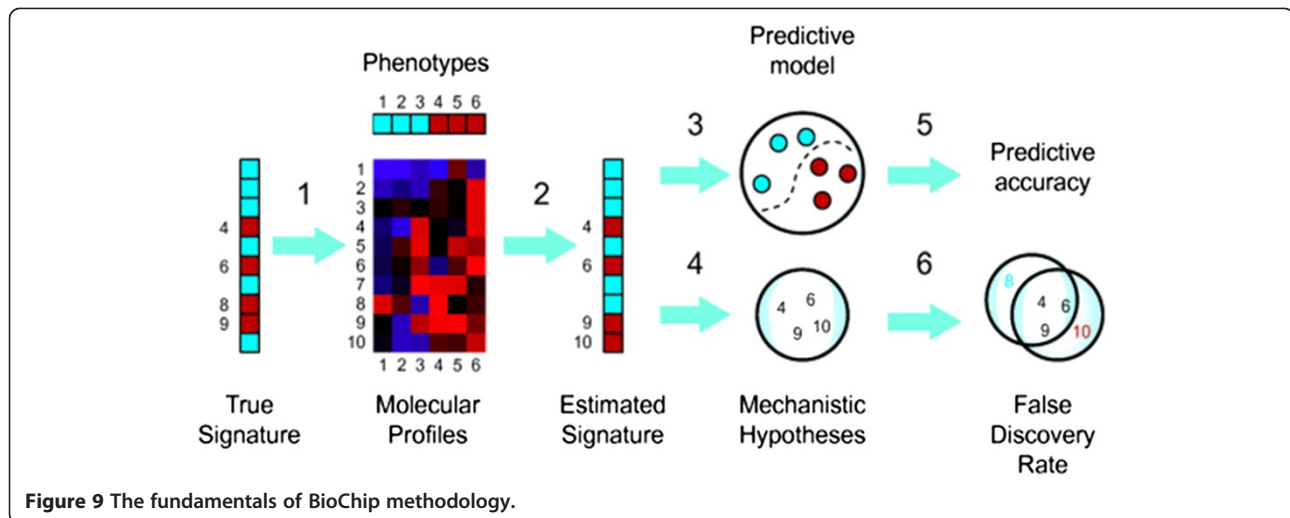 Phenotypes
1 2 3 4 5 6
Predictive
model
1
2
3
4
5
6
7
8
9
10
1 2 3 4 5 6
4
6
8
9
1
2
4
6
9
10
3
4
4 6
9 10
5
6
Predictive
accuracy
8
4 6
9 10
True
Signature
Molecular
Profiles
Estimated
Signature
Mechanistic
Hypotheses
False
Discovery
Rate
Figure 9 The fundamentals of BioChip methodology.